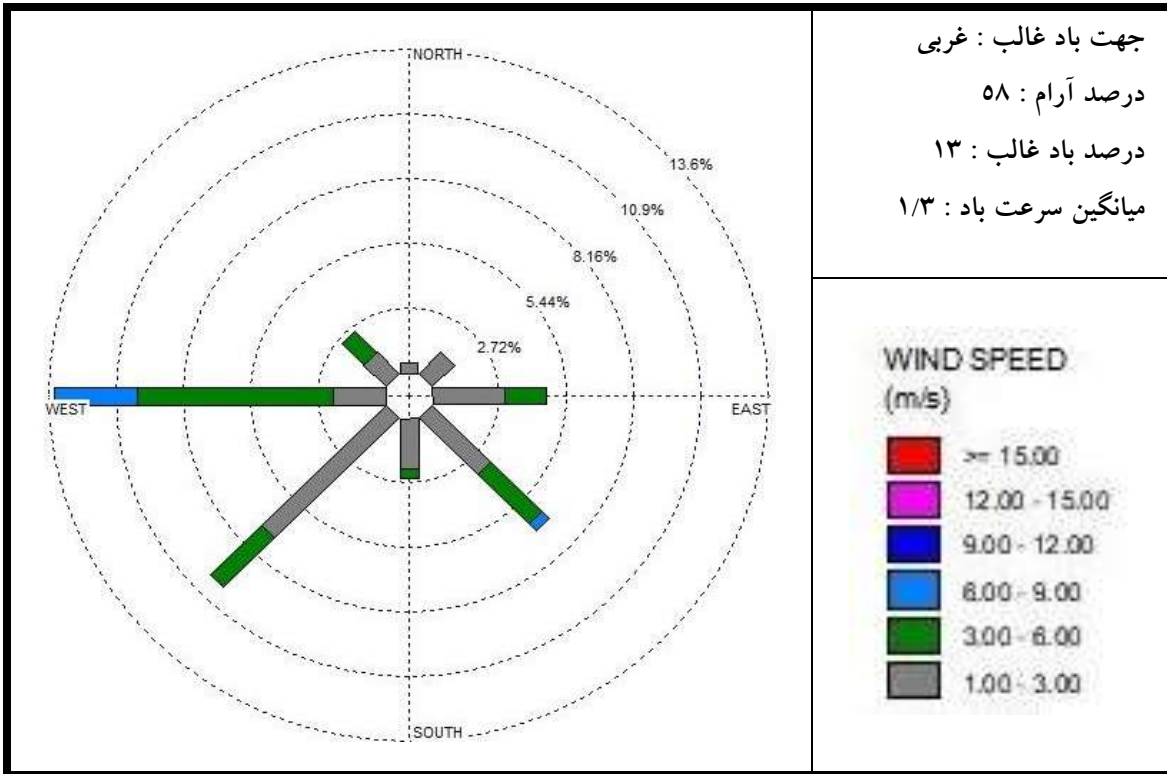 جهت باد غالب : غربی
درصد آرام : ۵۸
درصد باد غالب : ۱۳
میانگین سرعت باد : ۱/۳
NORTH
13.6%
10.9%
8.16%
5.44%
2.72%
WEST
EAST
SOUTH
WIND SPEED
(m/s)
>= 15.00
12.00 - 15.00
9.00 - 12.00
6.00 - 9.00
3.00 - 6.00
1.00 - 3.00